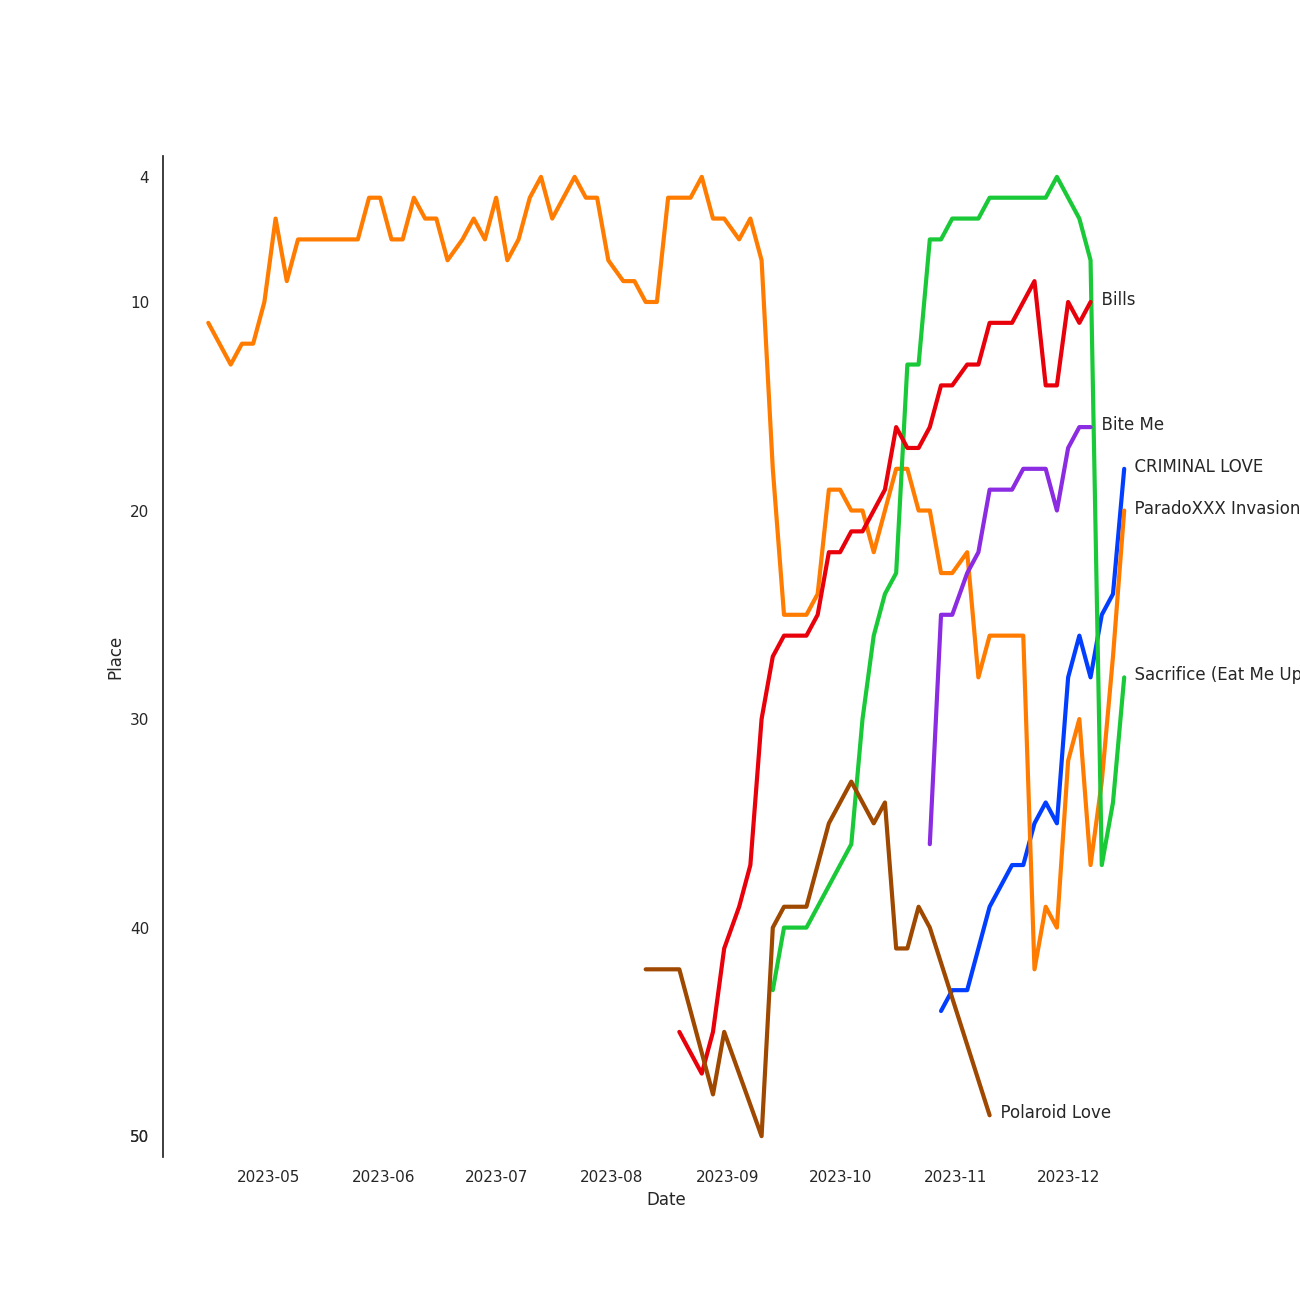 4
10
20
30
40
50
Place
Bills
Bite Me
CRIMINAL LOVE
ParadoXXX Invasion
Sacrifice (Eat Me Up
Polaroid Love
2023-05 2023-06 2023-07 2023-08 2023-09 2023-10 2023-11 2023-12
Date